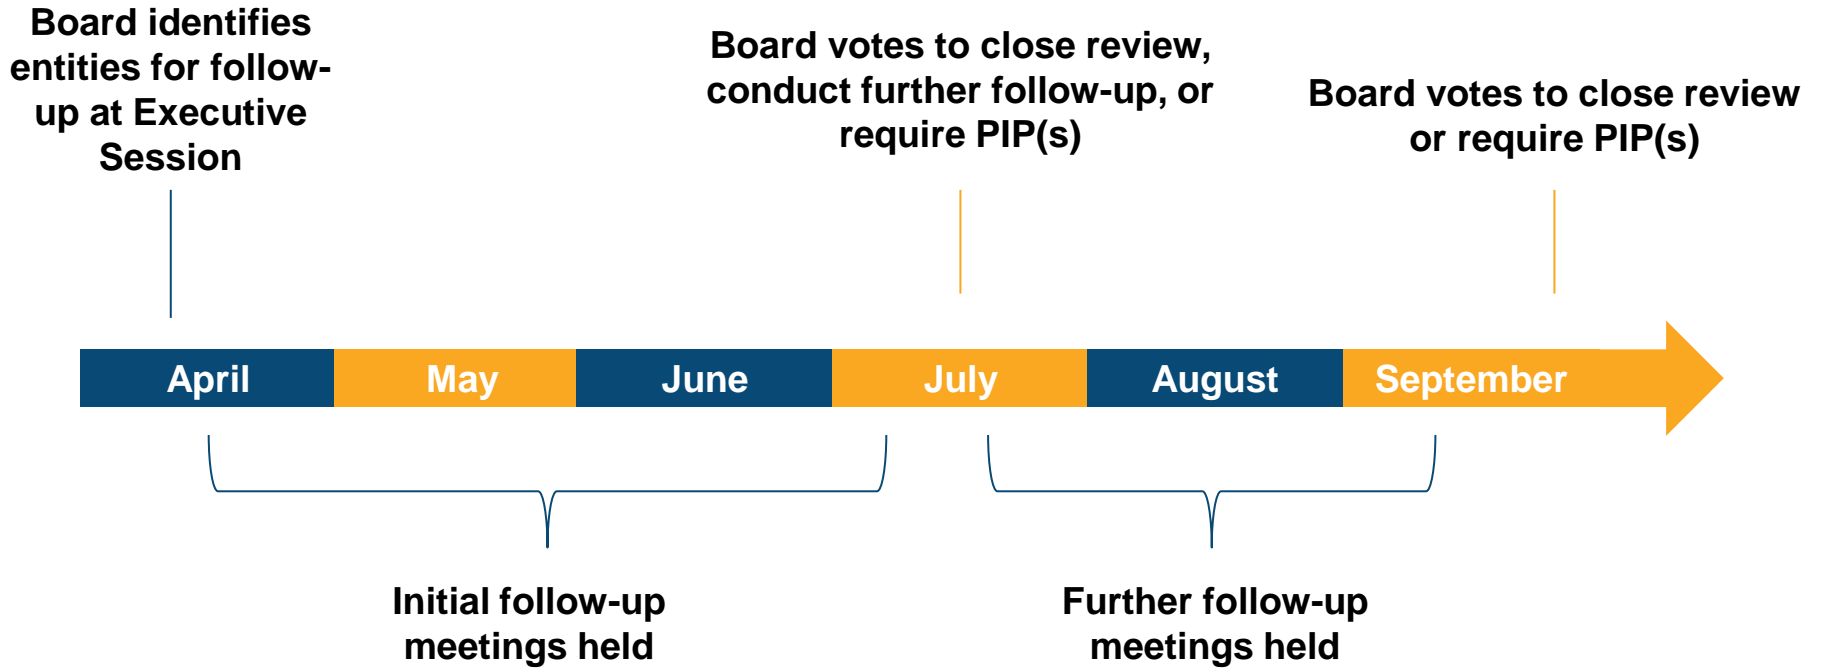 Board identifies
entities for follow-
up at Executive
Session
Board votes to close review,
conduct further follow-up, or
require PIP(s)
Board votes to close review
or require PIP(s)
April
May
June
July
August
September
Initial follow-up
meetings held
Further follow-up
meetings held